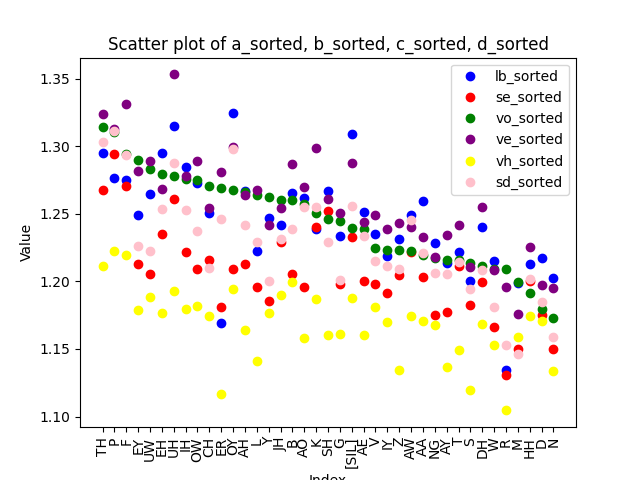 Scatter plot of a_sorted, b_sorted, c_sorted, d_sorted
1.35
1.30
1.25
1.20
1.15
1.10
Value
lb_sorted
se_sorted
vo_sorted
ve_sorted
vh_sorted
sd_sorted
TH
P
F
EY
UW
EH
UH
IH
OW
CH
ER
OY
AH
L
Y
JH
B
AO
K
SH
G
[SIL]
AE
V
IY
Z
AW
AA
NG
AY
T
S
DH
W
R
M
HH
D
N
Index